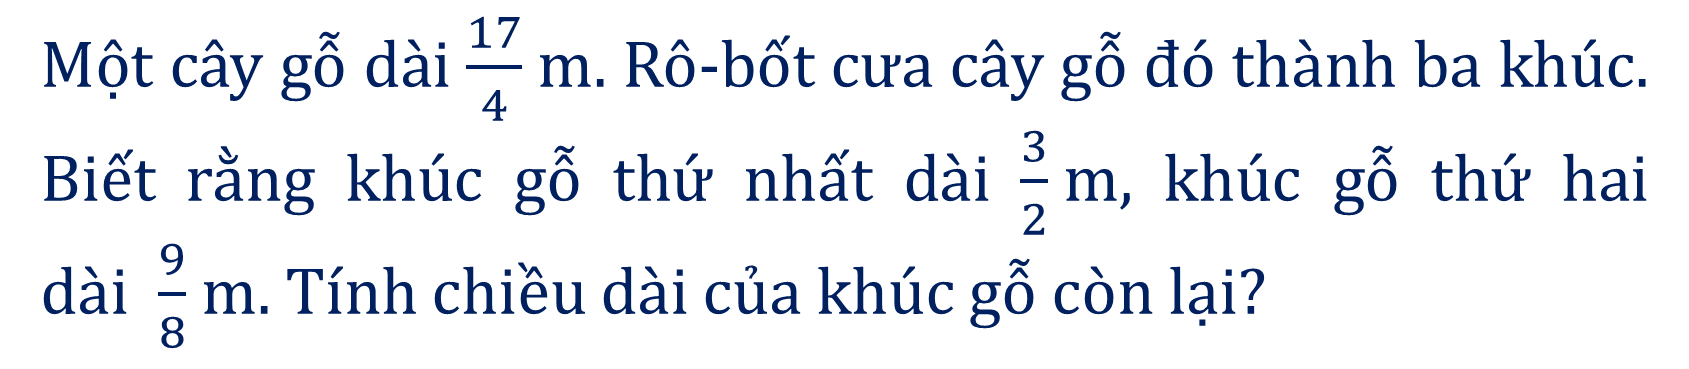 Một cây gỗ dài 17/4 m. Rô-bốt cưa cây gỗ đó thành ba khúc.
Biết rằng khúc gỗ thứ nhất dài 3/2 m, khúc gỗ thứ hai
dài 9/8 m. Tính chiều dài của khúc gỗ còn lại?